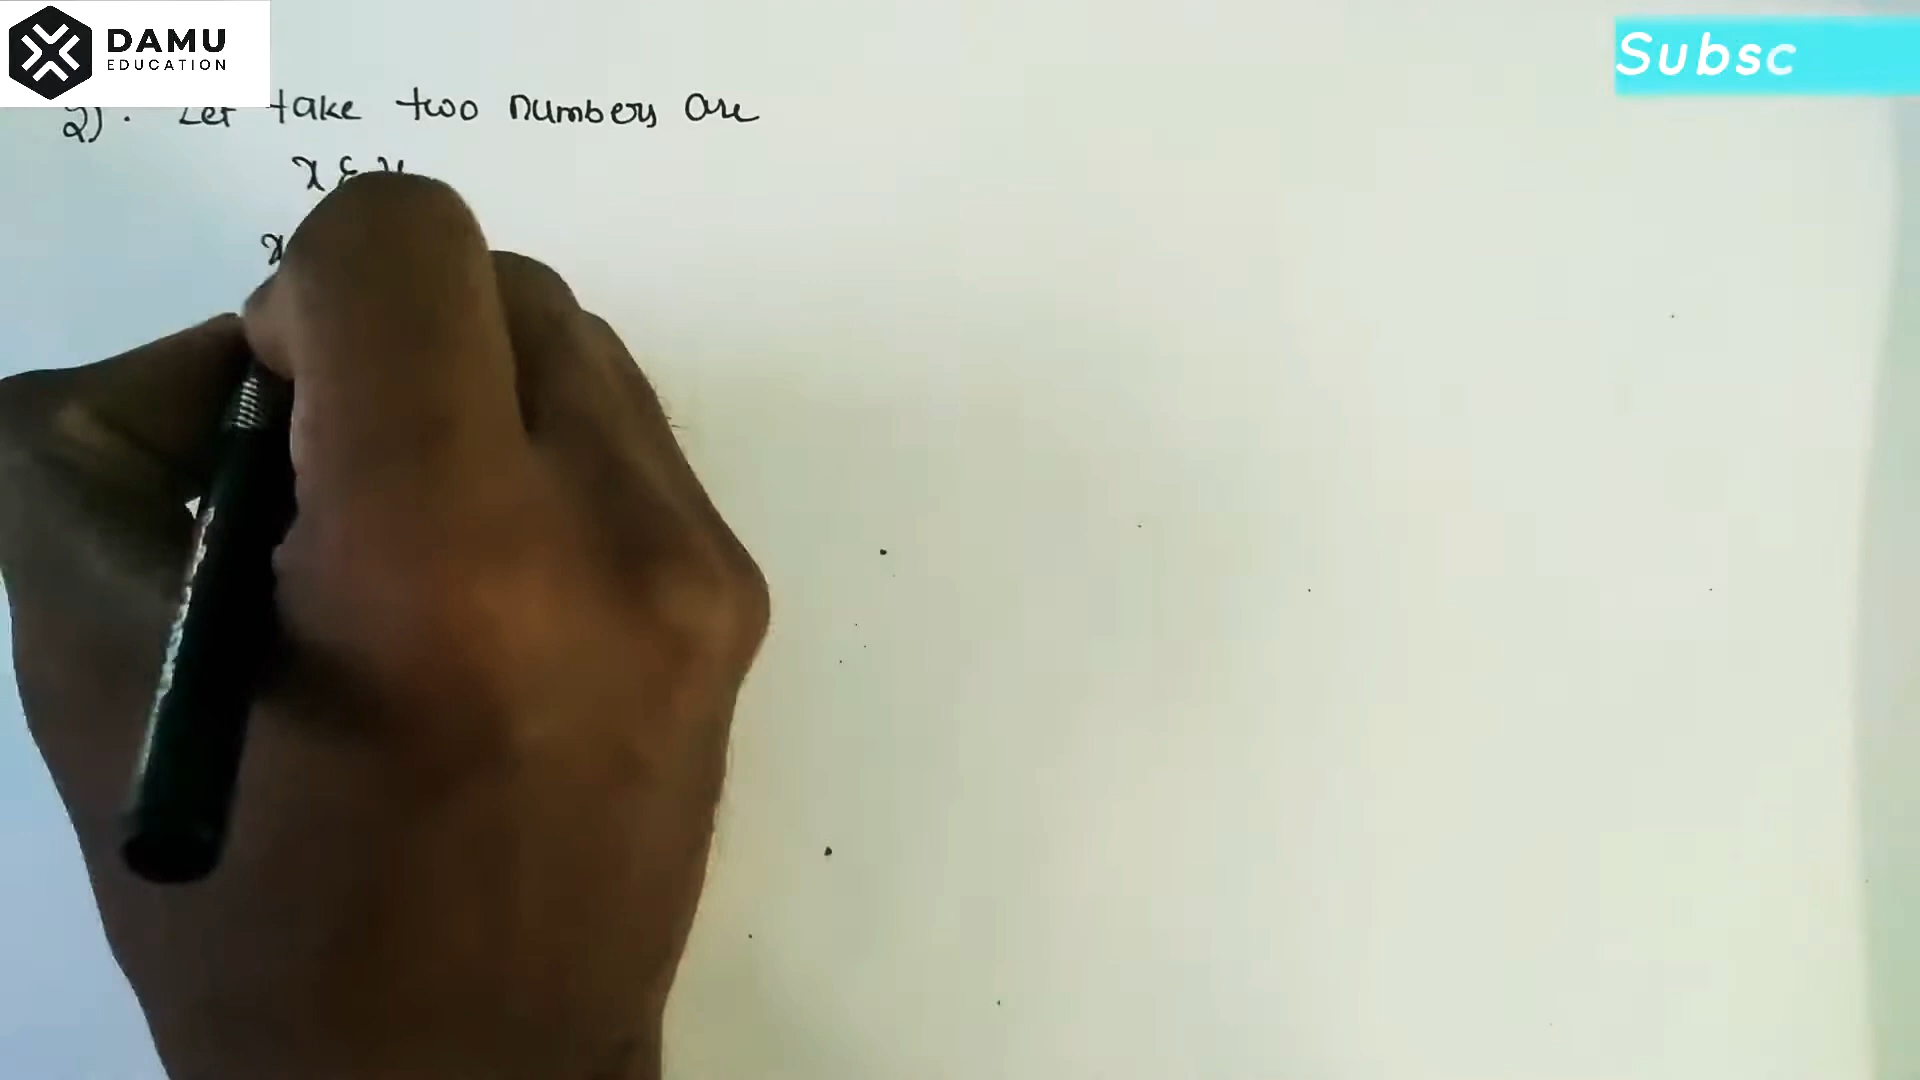 DAMU
EDUCATION
Subsc
2). Let take two numbers are
x & y
x